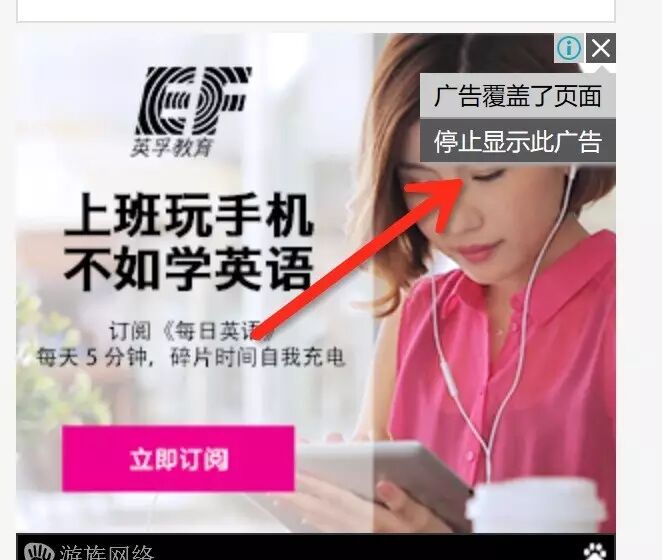 广告覆盖了页面
停止显示此广告
EF
英孚教育
上班玩手机
不如学英语
订阅《每日英语》
每天 5 分钟，碎片时间自我充电
立即订阅
游族网络